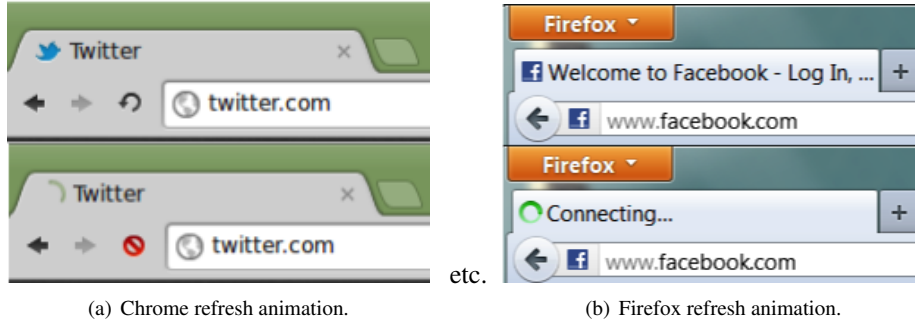 Twitter
twitter.com
Twitter
twitter.com
(a) Chrome refresh animation.
etc.
Firefox
Welcome to Facebook - Log In, ...
www.facebook.com
Firefox
Connecting...
www.facebook.com
(b) Firefox refresh animation.